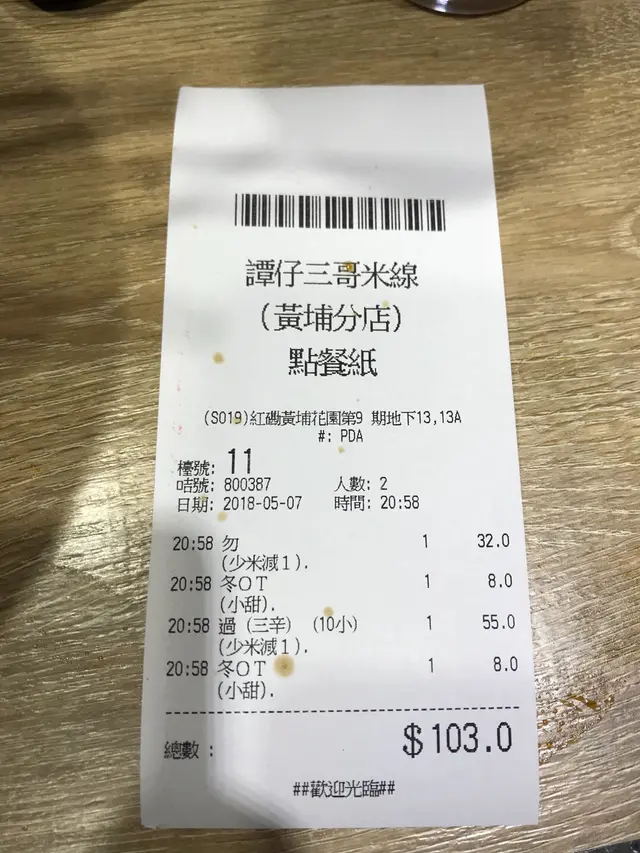 譚仔三哥米線
(黃埔分店)
點餐紙
(S019)紅磡黃埔花園第9 期地下13,13A
#: PDA
檯號: 11
咭號: 800387 人數: 2
日期: 2018-05-07 時間: 20:58
20:58 勿 1 32.0
(少米減1).
20:58 冬OT 1 8.0
(小甜).
20:58 過 (三辛) (10小) 1 55.0
(少米減1).
20:58 冬OT 1 8.0
(小甜).
總數 : $103.0
##歡迎光臨##